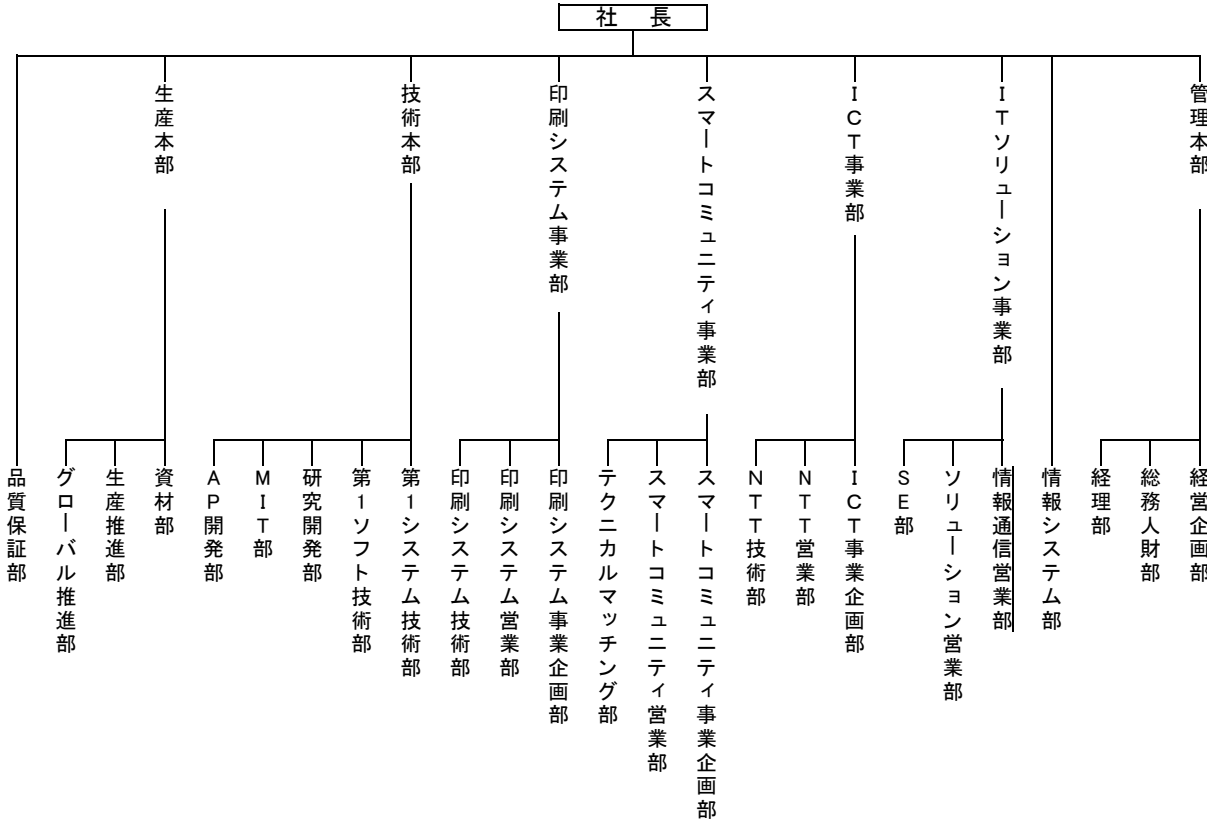 社長
管理本部
ITソリューション事業部
ICT事業部
スマートコミュニティ事業部
印刷システム事業部
技術本部
生産本部
経営企画部
総務人財部
経理部
情報システム部
情報通信営業部
ソリューション営業部
SE部
ICT事業企画部
NTT営業部
NTT技術部
スマートコミュニティ事業企画部
スマートコミュニティ営業部
テクニカルマッチング部
印刷システム事業企画部
印刷システム営業部
印刷システム技術部
第1システム技術部
第1ソフト技術部
研究開発部
MIT部
AP開発部
資材部
生産推進部
グローバル推進部
品質保証部